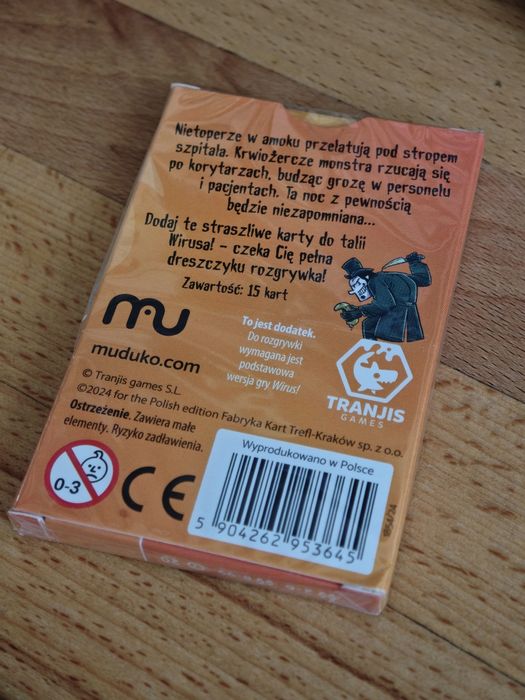 Nietoperze w amoku przelatują pod stropem
szpitala. Krwiożercze monstra rzucają się
po korytarzach, budząc grozę w personelu
i pacjentach. Ta noc z pewnością
będzie niezapomniana...
Dodaj te straszliwe karty do talii
Wirusa! – czeka Cię pełna
dreszczyku rozgrywka!
Zawartość: 15 kart
mu
muduko.com
To jest dodatek.
Do rozgrywki
wymagana jest
podstawowa
wersja gry Wirus!
TRANJIS
GAMES
© Tranjis games S.L.
©2024 for the Polish edition Fabryka Kart Trefl-Kraków sp. z o.o.
Ostrzeżenie. Zawiera małe
elementy. Ryzyko zadławienia.
0-3
CE
Wyprodukowano w Polsce
5 904262 953645